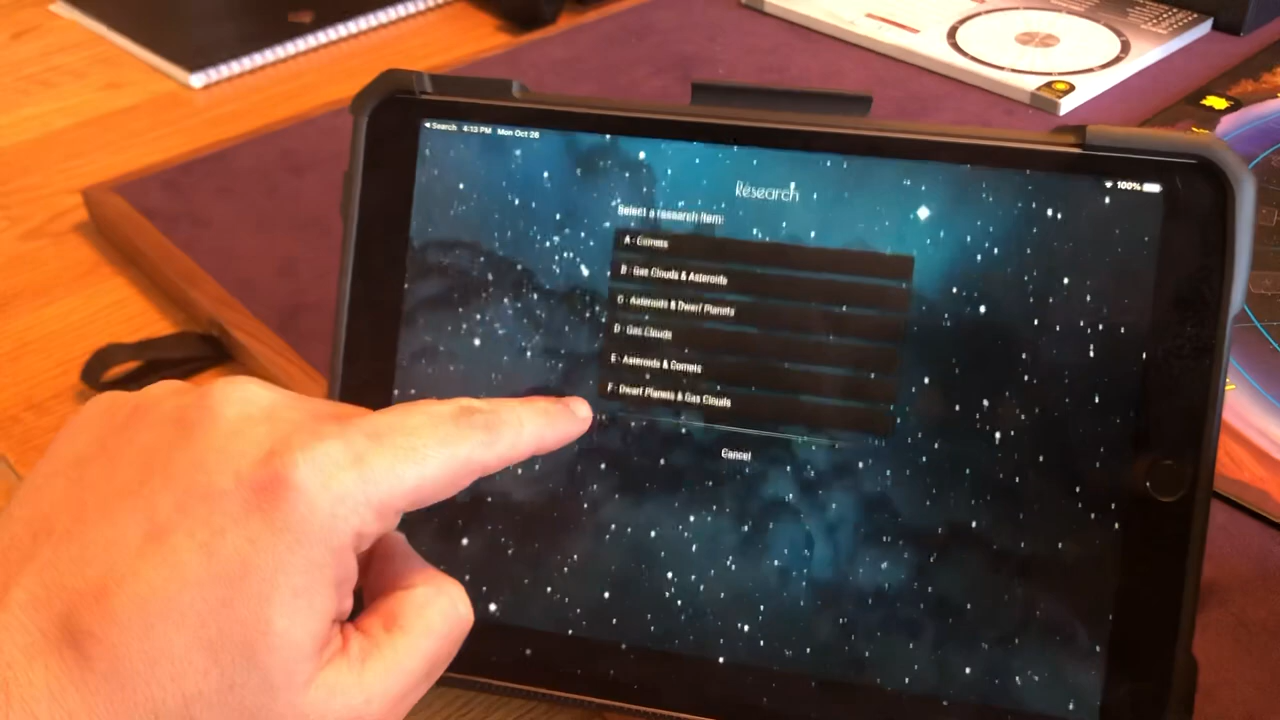 Search 4:13 PM Mon Oct 26
100%
Research
Select a research item:
A : Comets
B : Gas Clouds & Asteroids
C : Asteroids & Dwarf Planets
D : Gas Clouds
E : Asteroids & Comets
F : Dwarf Planets & Gas Clouds
Cancel